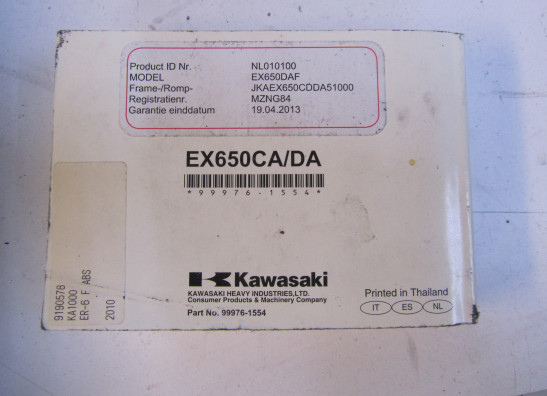 Product ID Nr. NL010100
MODEL EX650DAF
Frame-/Romp- JKAEX650CDDA51000
Registratienr. MZNG84
Garantie einddatum 19.04.2013
EX650CA/DA
*99976-1554*
Kawasaki
KAWASAKI HEAVY INDUSTRIES,LTD.
Consumer Products & Machinery Company
Part No. 99976-1554
Printed in Thailand
IT ES NL
9190578
KA1000
ER-6 F ABS
2010